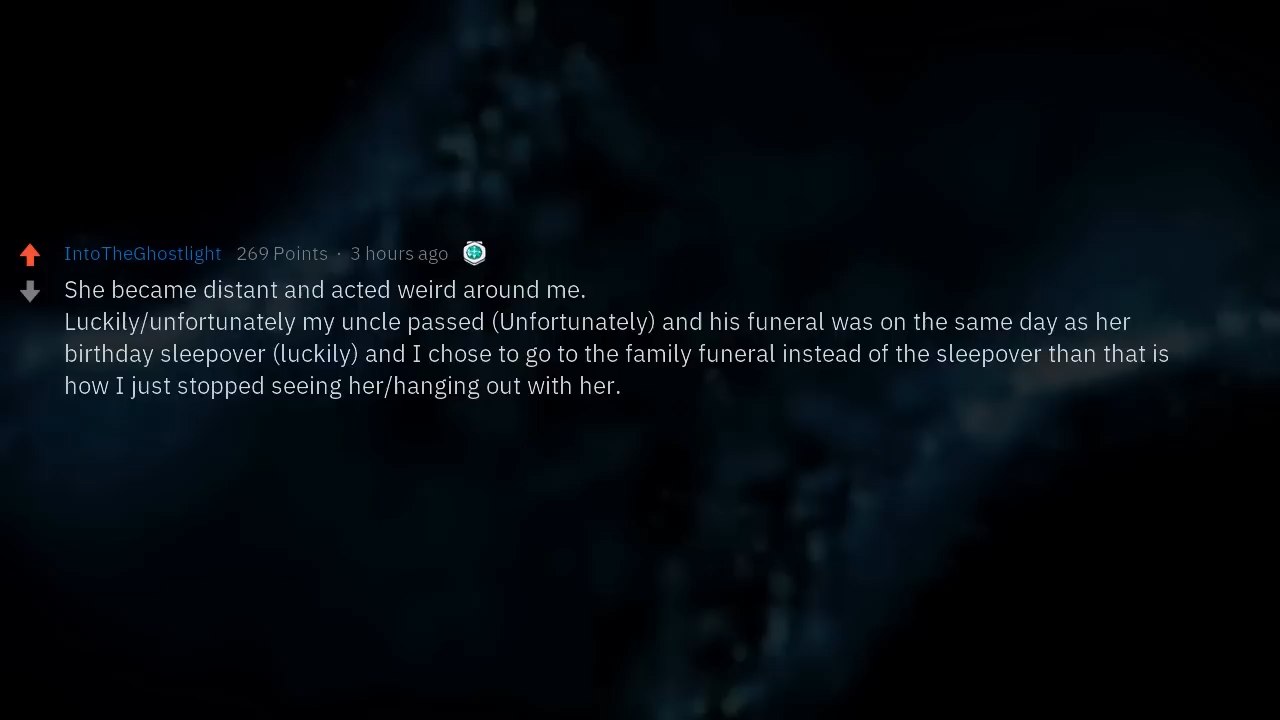 IntoTheGhostlight 269 Points · 3 hours ago
She became distant and acted weird around me.
Luckily/unfortunately my uncle passed (Unfortunately) and his funeral was on the same day as her
birthday sleepover (luckily) and I chose to go to the family funeral instead of the sleepover than that is
how I just stopped seeing her/hanging out with her.